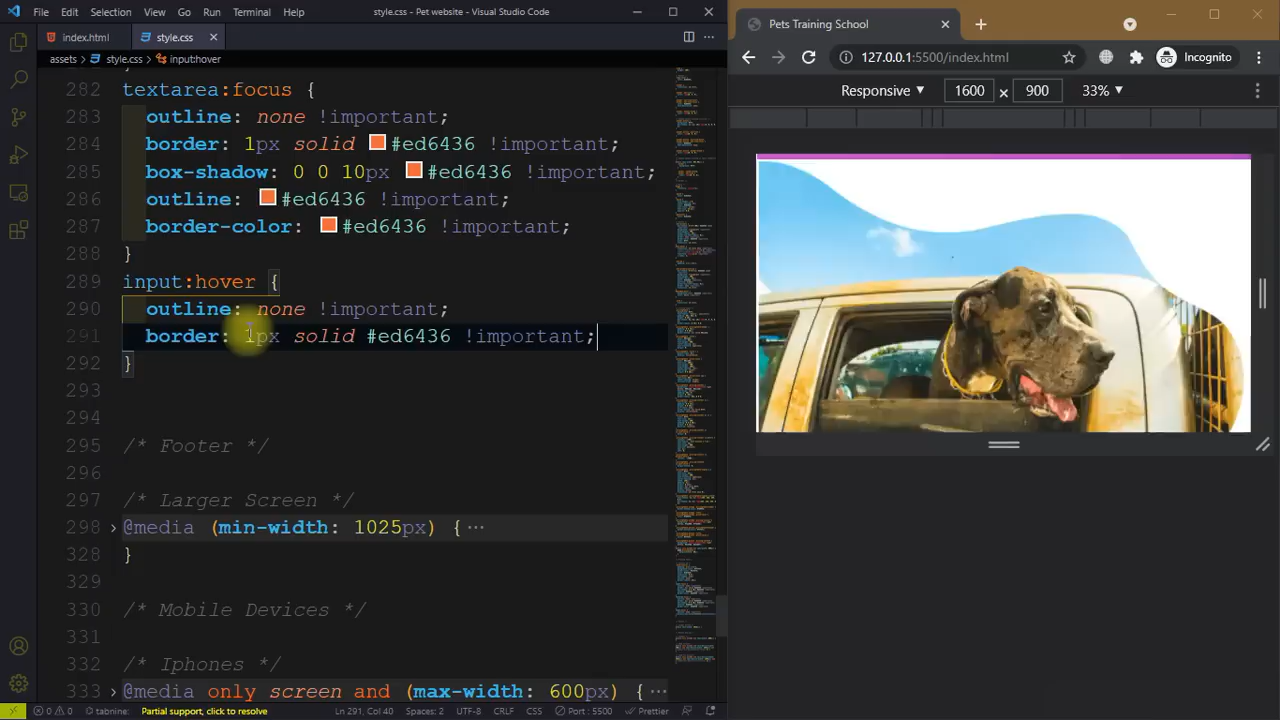 File Edit Selection View Go Run Terminal Help style.css - Pet website - Visual Studio Code
index.html style.css
assets > style.css > input:hover
282 textarea:focus {
283 outline: none !important;
284 border: 1px solid #ed6436 !important;
285 box-shadow: 0 0 10px #ed6436 !important;
286 outline: #ed6436 !important;
287 border-color: #ed6436 !important;
288 }
289 input:hover {
290 outline: none !important;
291 border: 1px solid #ed6436 !important;
292 }
293
294
295 /* Footer */
296
297 /* Larger Screen */
298 @media (min-width: 1025px) { ···
328 }
329
330 /* Mobile Devices */
331
332 /* Iphones */
333 @media only screen and (max-width: 600px) { ···
0 0 tabnine: Partial support, click to resolve Ln 291, Col 40 Spaces: 2 UTF-8 CRLF CSS Port : 5500 Prettier
Pets Training School
127.0.0.1:5500/index.html Incognito
Responsive 1600 × 900 33%